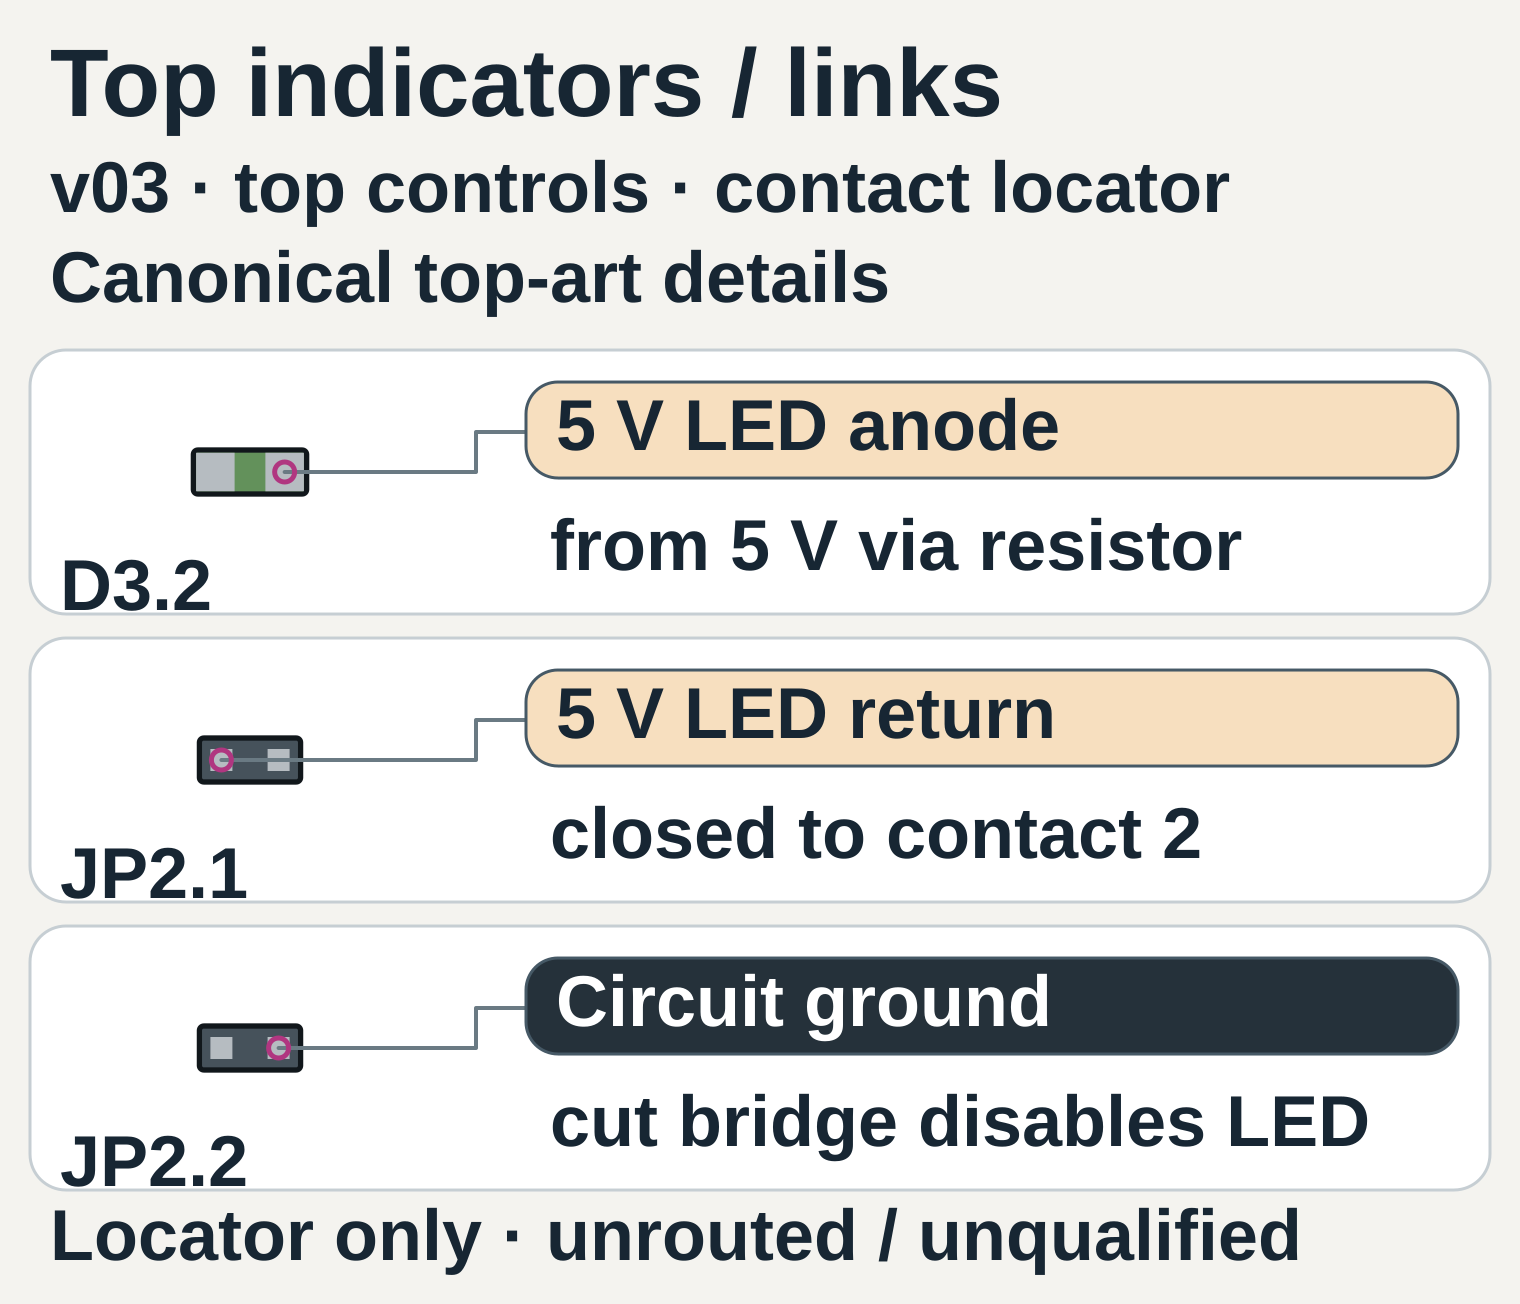 Top indicators / links
v03 · top controls · contact locator
Canonical top-art details
5 V LED anode
from 5 V via resistor
D3.2
5 V LED return
closed to contact 2
JP2.1
Circuit ground
cut bridge disables LED
JP2.2
Locator only · unrouted / unqualified